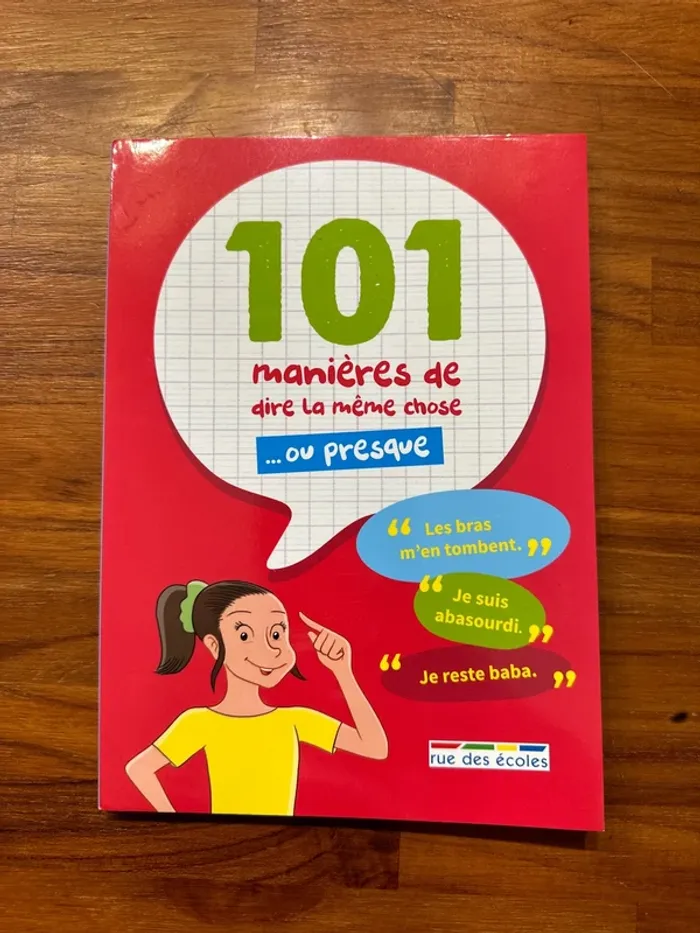 101
manières de
dire la même chose
...ou presque
“ Les bras
m'en tombent. ”
“ Je suis
abasourdi. ”
“ Je reste baba. ”
rue des écoles